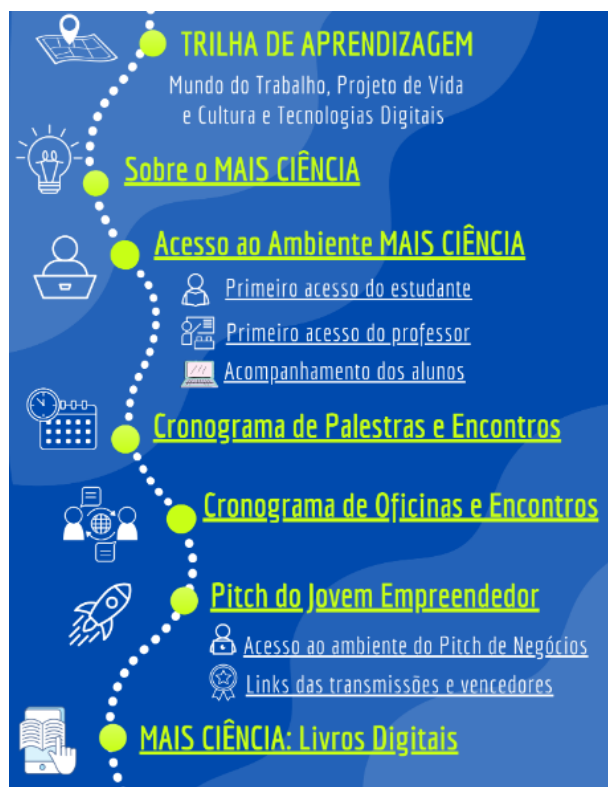 TRILHA DE APRENDIZAGEM
Mundo do Trabalho, Projeto de Vida
e Cultura e Tecnologias Digitais
Sobre o MAIS CIÊNCIA
Acesso ao Ambiente MAIS CIÊNCIA
Primeiro acesso do estudante
Primeiro acesso do professor
Acompanhamento dos alunos
Cronograma de Palestras e Encontros
Cronograma de Oficinas e Encontros
Pitch do Jovem Empreendedor
Acesso ao ambiente do Pitch de Negócios
Links das transmissões e vencedores
MAIS CIÊNCIA: Livros Digitais